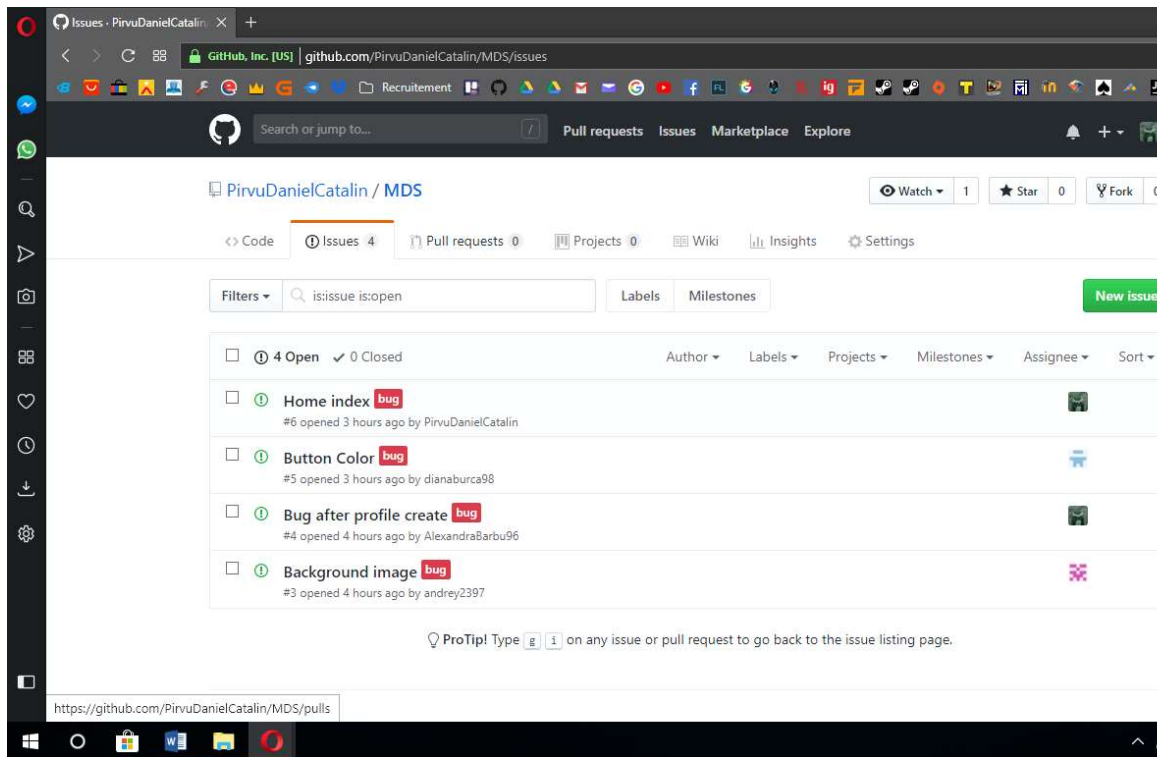 Issues · PirvuDanielCatalin
GitHub, Inc. [US] github.com/PirvuDanielCatalin/MDS/issues
Recruitement
Search or jump to... /
Pull requests Issues Marketplace Explore
PirvuDanielCatalin / MDS
Watch 1 Star 0 Fork
Code Issues 4 Pull requests 0 Projects 0 Wiki Insights Settings
Filters is:issue is:open Labels Milestones New issue
4 Open 0 Closed Author Labels Projects Milestones Assignee Sort
Home index bug
#6 opened 3 hours ago by PirvuDanielCatalin
Button Color bug
#5 opened 3 hours ago by dianaburca98
Bug after profile create bug
#4 opened 4 hours ago by AlexandraBarbu96
Background image bug
#3 opened 4 hours ago by andrey2397
ProTip! Type g i on any issue or pull request to go back to the issue listing page.
https://github.com/PirvuDanielCatalin/MDS/pulls